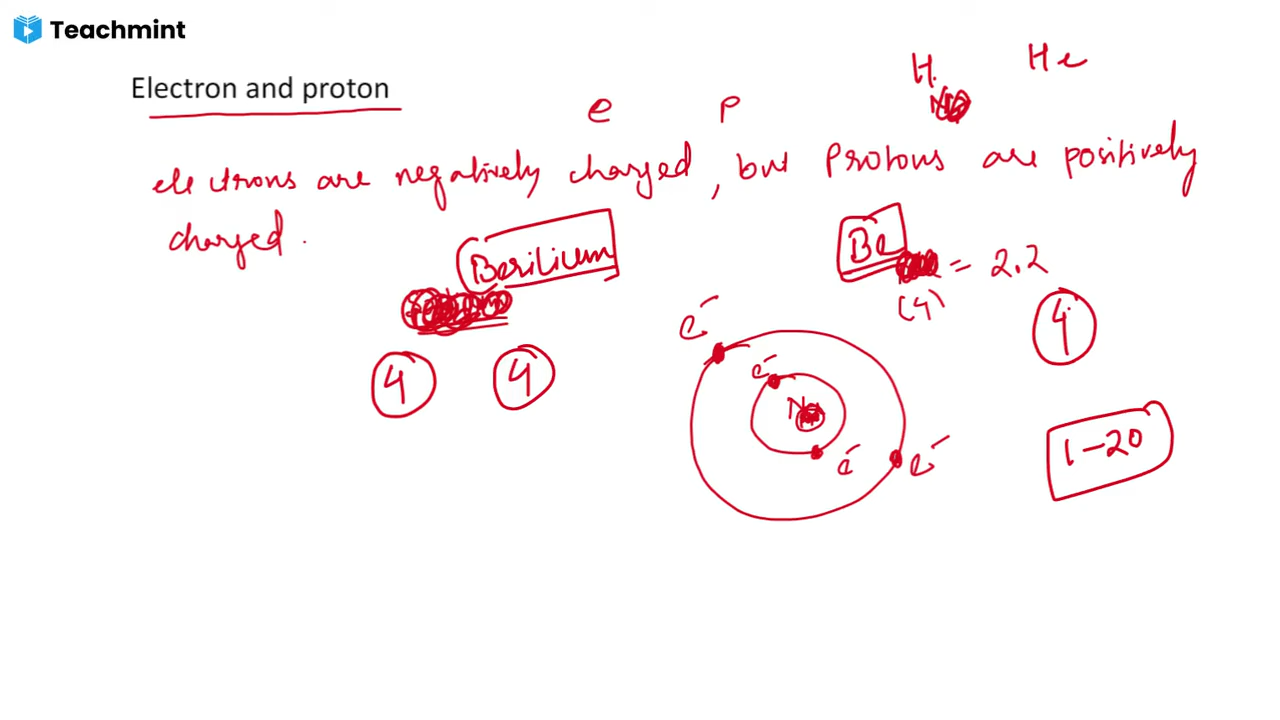 Teachmint
H He
Electron and proton
e P
electrons are negatively charged, but Protons are positively
charged.
Berilium
Be = 2.2
(4)
4
4 4
e-
e-
e-
e-
1-20